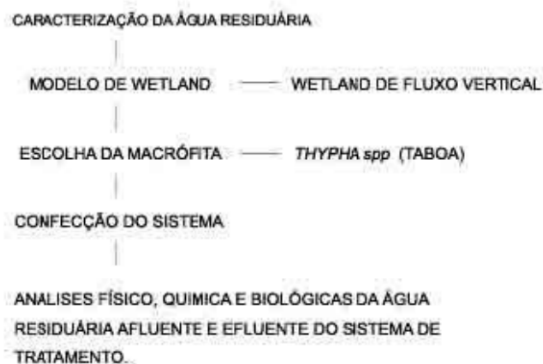 CARACTERIZAÇÃO DA ÁGUA RESIDUÁRIA
MODELO DE WETLAND WETLAND DE FLUXO VERTICAL
ESCOLHA DA MACRÓFITA THYPHA spp (TABOA)
CONFECÇÃO DO SISTEMA
ANALISES FÍSICO, QUIMICA E BIOLÓGICAS DA ÁGUA
RESIDUÁRIA AFLUENTE E EFLUENTE DO SISTEMA DE
TRATAMENTO.